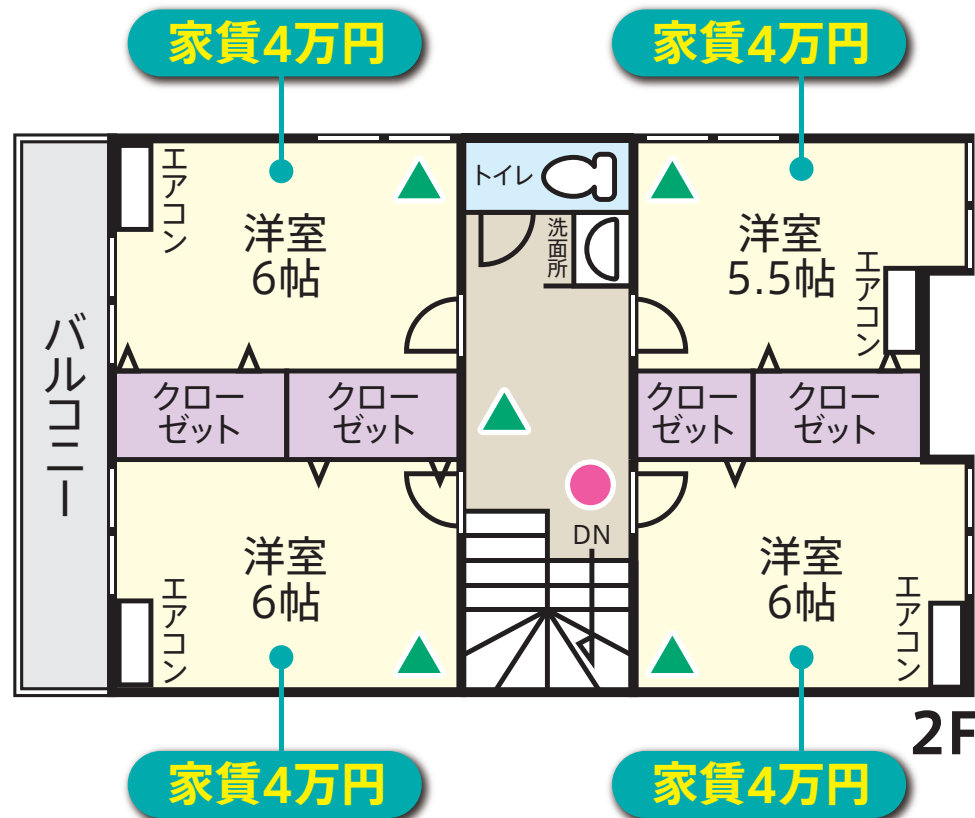 家賃4万円
家賃4万円
エアコン
洋室
6帖
トイレ
洗面所
洋室
5.5帖
エアコン
バルコニー
クロー
ゼット
クロー
ゼット
クロー
ゼット
クロー
ゼット
DN
洋室
6帖
エアコン
洋室
6帖
エアコン
2F
家賃4万円
家賃4万円